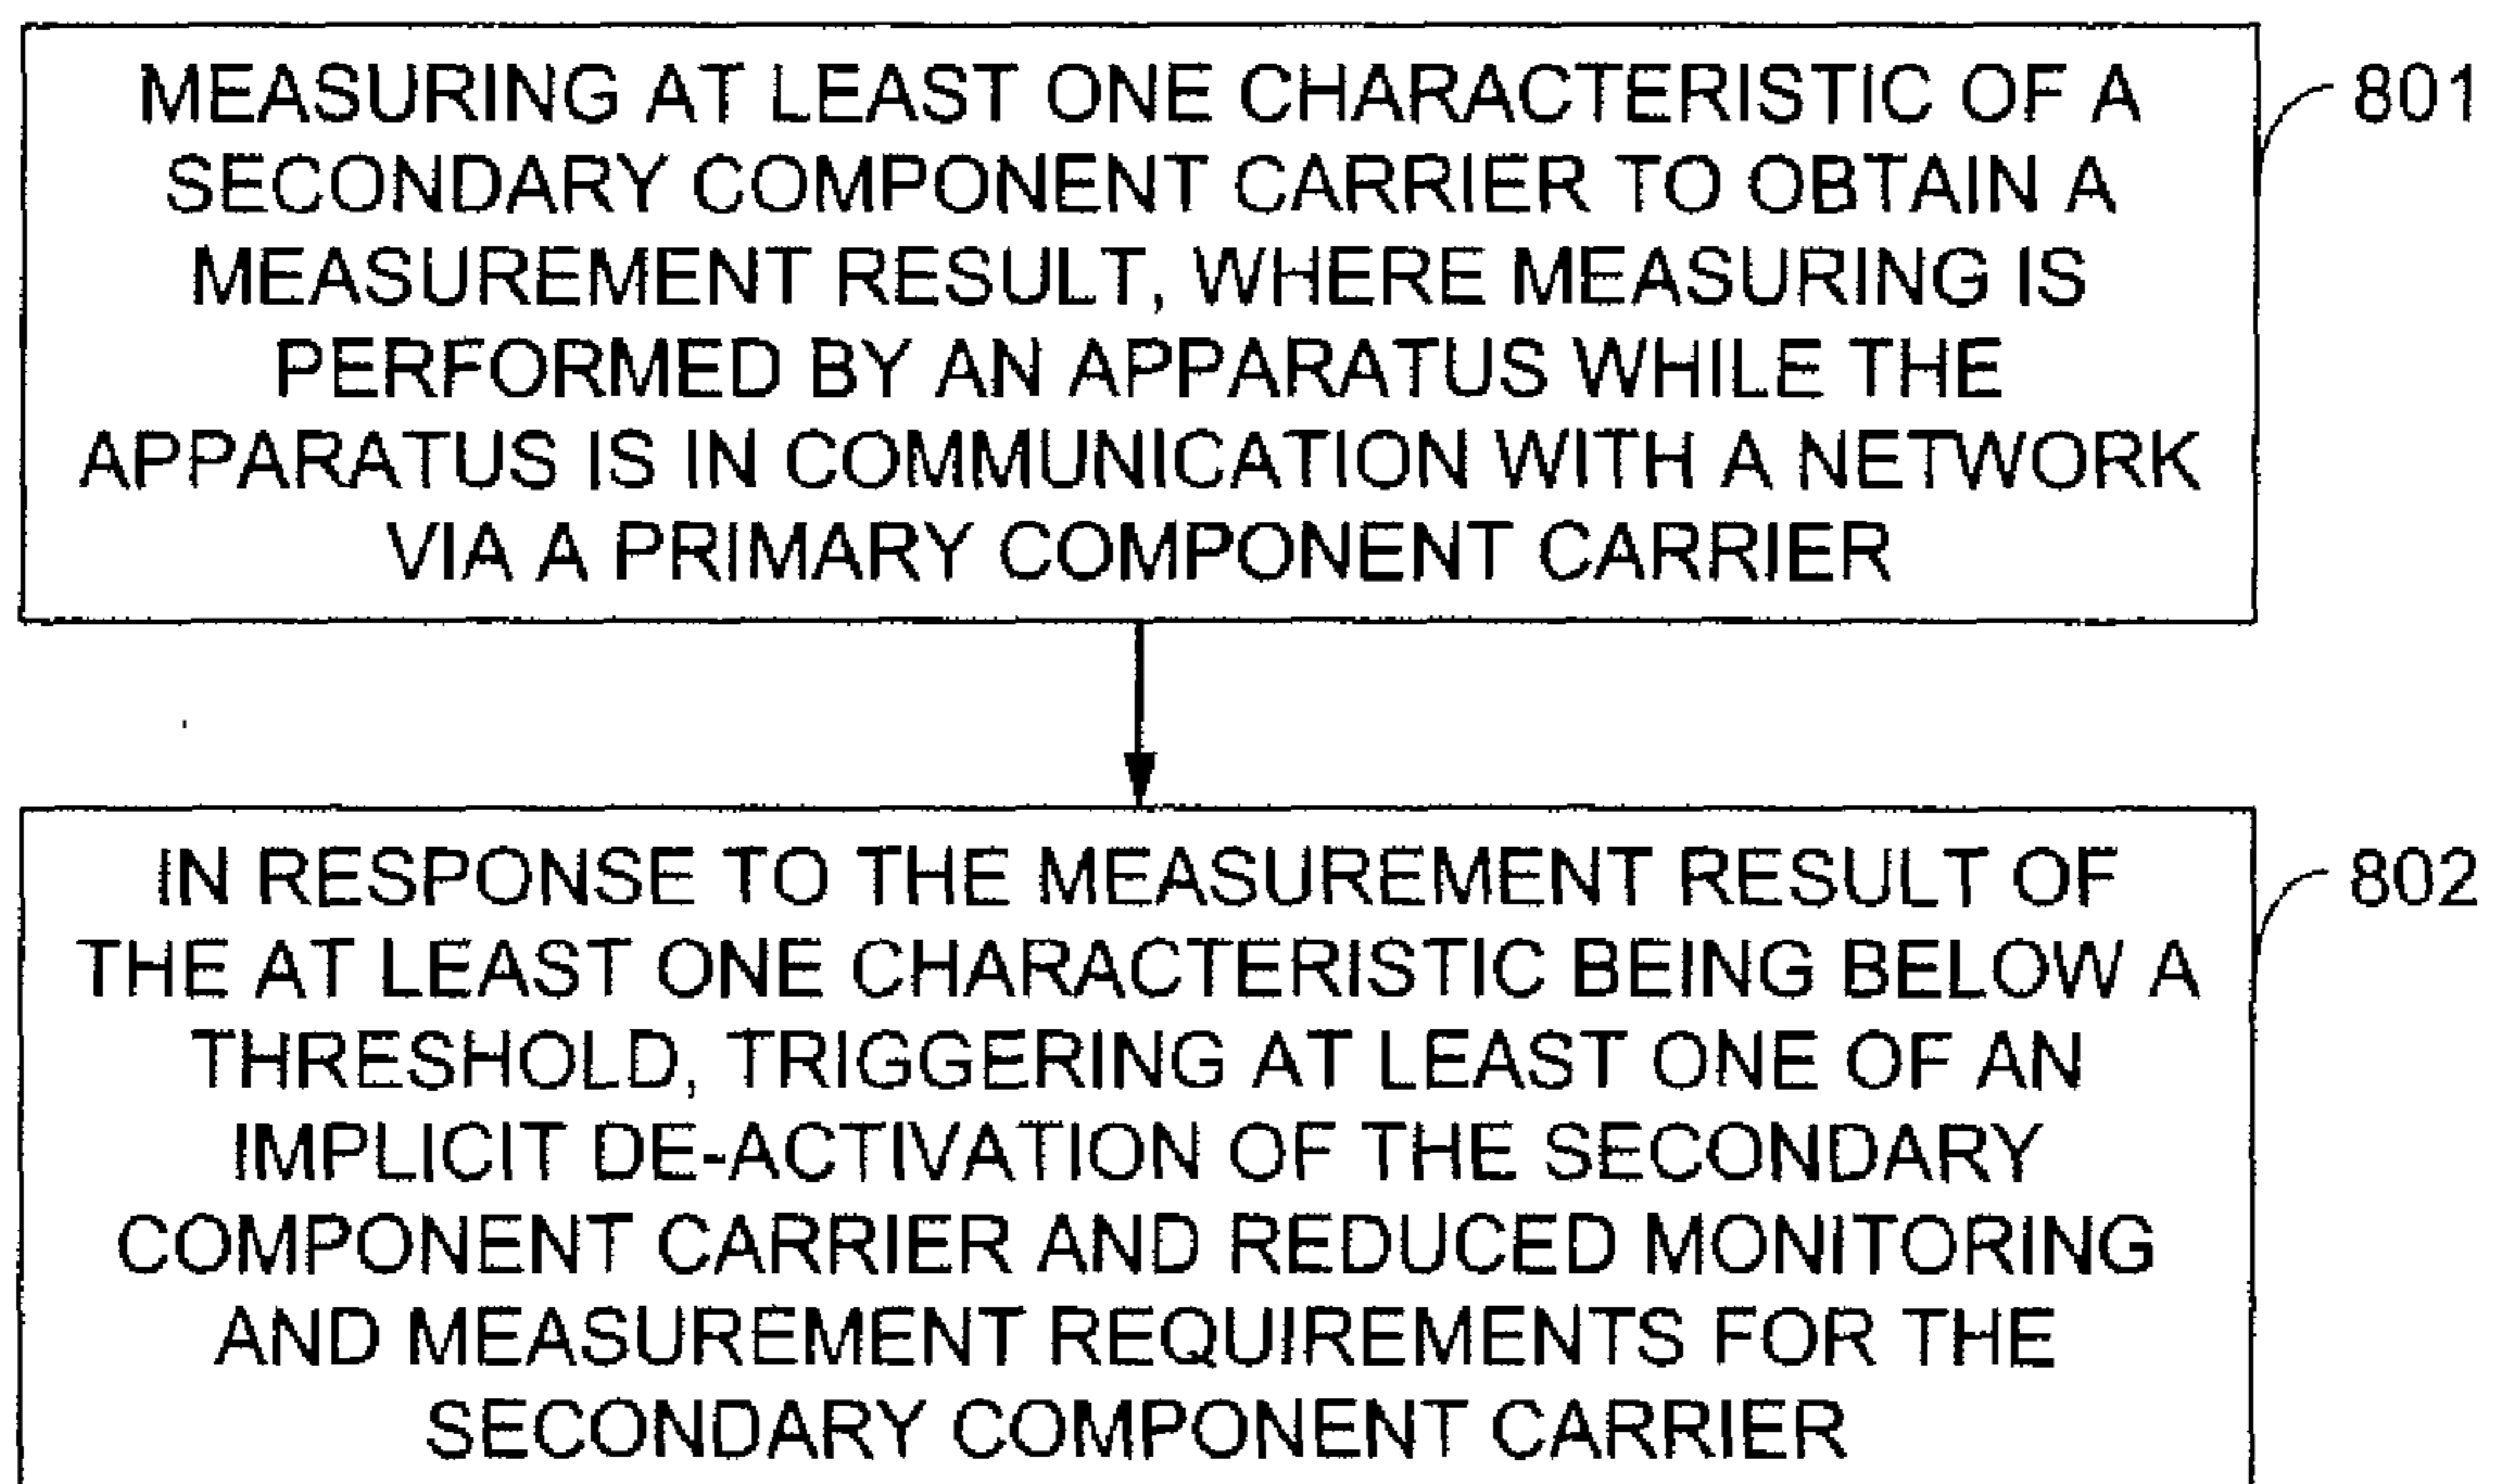 MEASURING AT LEAST ONE CHARACTERISTIC OF A
SECONDARY COMPONENT CARRIER TO OBTAIN A
MEASUREMENT RESULT, WHERE MEASURING IS
PERFORMED BY AN APPARATUS WHILE THE
APPARATUS IS IN COMMUNICATION WITH A NETWORK
VIA A PRIMARY COMPONENT CARRIER
801
IN RESPONSE TO THE MEASUREMENT RESULT OF
THE AT LEAST ONE CHARACTERISTIC BEING BELOW A
THRESHOLD, TRIGGERING AT LEAST ONE OF AN
IMPLICIT DE-ACTIVATION OF THE SECONDARY
COMPONENT CARRIER AND REDUCED MONITORING
AND MEASUREMENT REQUIREMENTS FOR THE
SECONDARY COMPONENT CARRIER
802